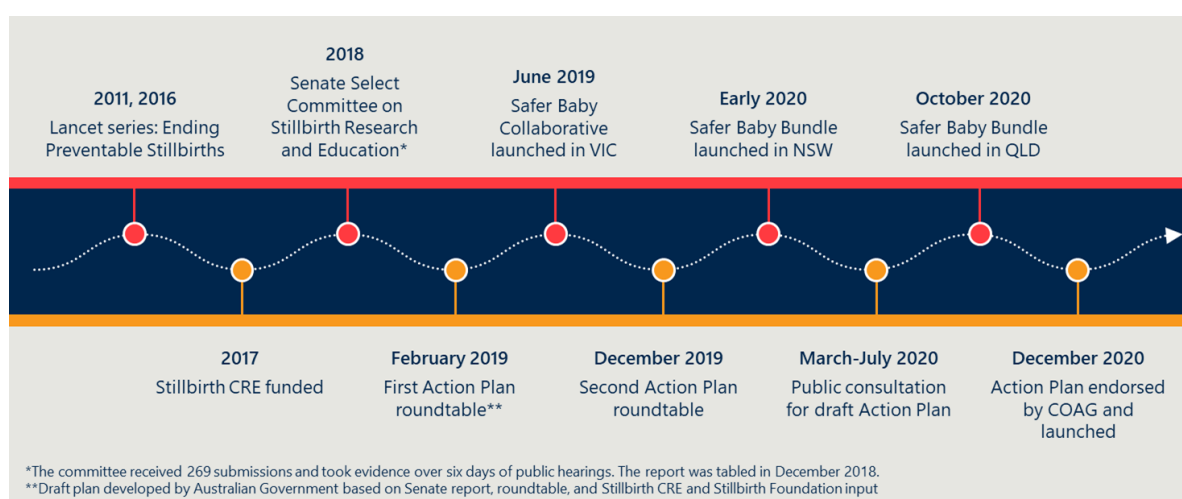 2011, 2016
Lancet series: Ending
Preventable Stillbirths
2018
Senate Select
Committee on
Stillbirth Research
and Education*
June 2019
Safer Baby
Collaborative
launched in VIC
Early 2020
Safer Baby Bundle
launched in NSW
October 2020
Safer Baby Bundle
launched in QLD
2017
Stillbirth CRE funded
February 2019
First Action Plan
roundtable**
December 2019
Second Action Plan
roundtable
March-July 2020
Public consultation
for draft Action Plan
December 2020
Action Plan endorsed
by COAG and
launched
*The committee received 269 submissions and took evidence over six days of public hearings. The report was tabled in December 2018.
**Draft plan developed by Australian Government based on Senate report, roundtable, and Stillbirth CRE and Stillbirth Foundation input